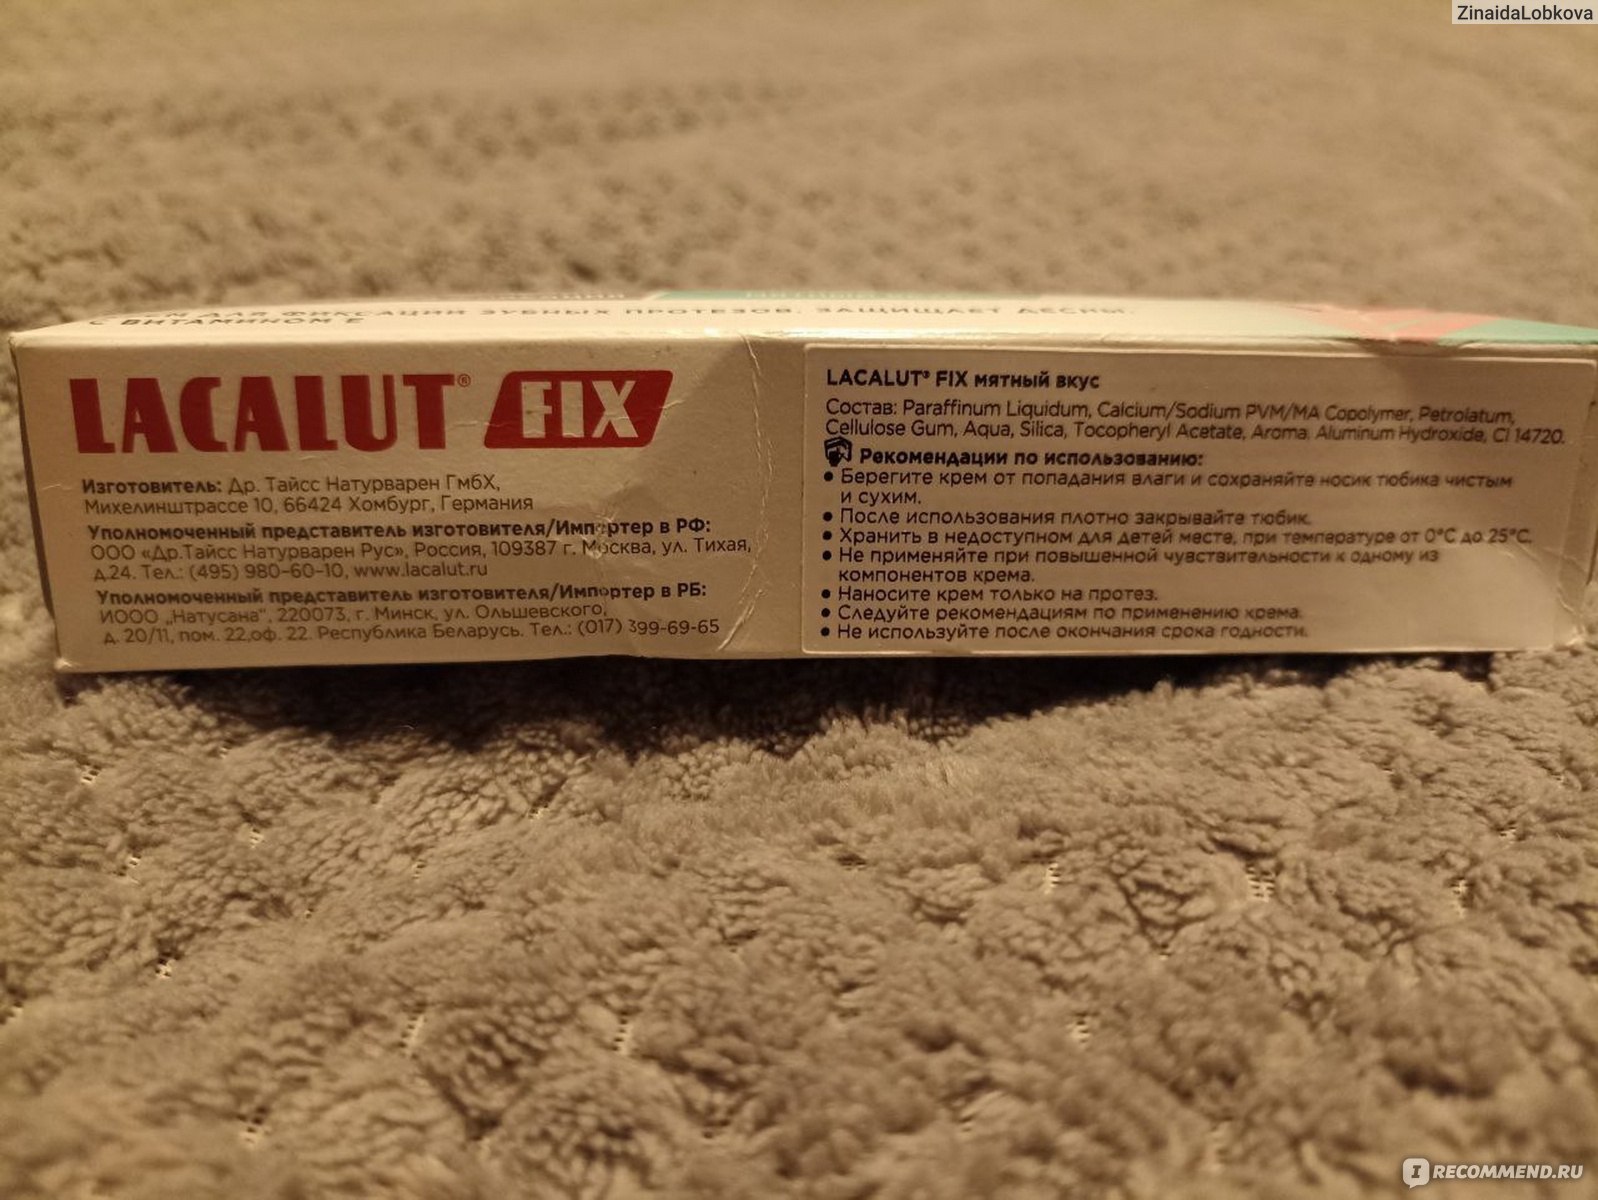 ZinaidaLobkova
ДЛЯ ФИКСАЦИИ ЗУБНЫХ ПРОТЕЗОВ. ЗАЩИЩАЕТ ДЕСНЫ.
С ВИТАМИНОМ Е
LACALUT® FIX
Изготовитель: Др. Тайсс Натурварен ГмбХ,
Михелинштрассе 10, 66424 Хомбург, Германия
Уполномоченный представитель изготовителя/Импортер в РФ:
ООО «Др.Тайсс Натурварен Рус», Россия, 109387 г. Москва, ул. Тихая,
д.24. Тел.: (495) 980-60-10, www.lacalut.ru
Уполномоченный представитель изготовителя/Импортер в РБ:
ИООО „Натусана“, 220073, г. Минск, ул. Ольшевского,
д. 20/11, пом. 22,оф. 22. Республика Беларусь. Тел.: (017) 399-69-65
LACALUT® FIX мятный вкус
Состав: Paraffinum Liquidum, Calcium/Sodium PVM/MA Copolymer, Petrolatum,
Cellulose Gum, Aqua, Silica, Tocopheryl Acetate, Aroma, Aluminum Hydroxide, CI 14720.
Рекомендации по использованию:
• Берегите крем от попадания влаги и сохраняйте носик тюбика чистым
и сухим.
• После использования плотно закрывайте тюбик.
• Хранить в недоступном для детей месте, при температуре от 0°C до 25°C.
• Не применяйте при повышенной чувствительности к одному из
компонентов крема.
• Наносите крем только на протез.
• Следуйте рекомендациям по применению крема.
• Не используйте после окончания срока годности.
IRECOMMEND.RU